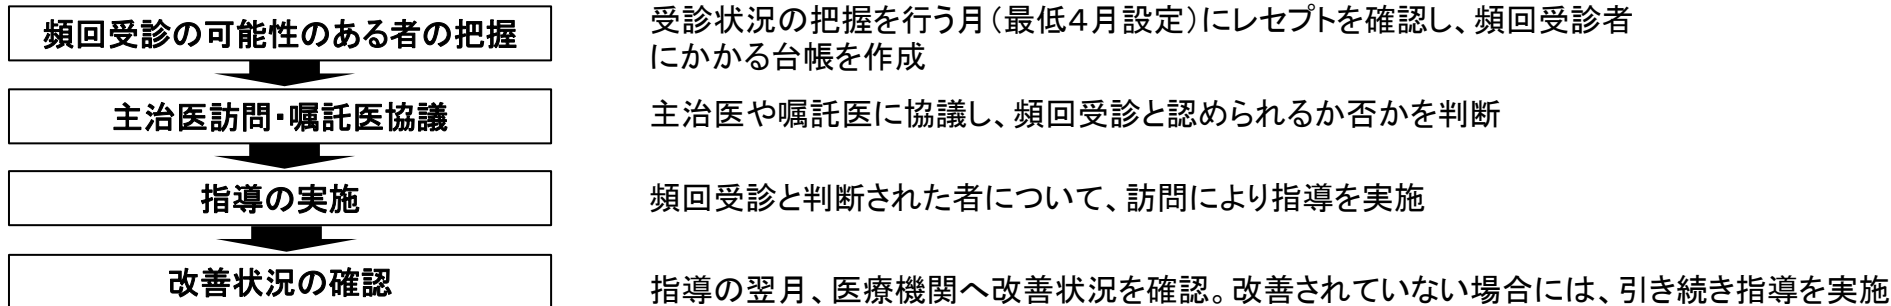 頻回受診の可能性のある者の把握
受診状況の把握を行う月（最低４月設定）にレセプトを確認し、頻回受診者
にかかる台帳を作成
主治医訪問・嘱託医協議
主治医や嘱託医に協議し、頻回受診と認められるか否かを判断
指導の実施
頻回受診と判断された者について、訪問により指導を実施
改善状況の確認
指導の翌月、医療機関へ改善状況を確認。改善されていない場合には、引き続き指導を実施